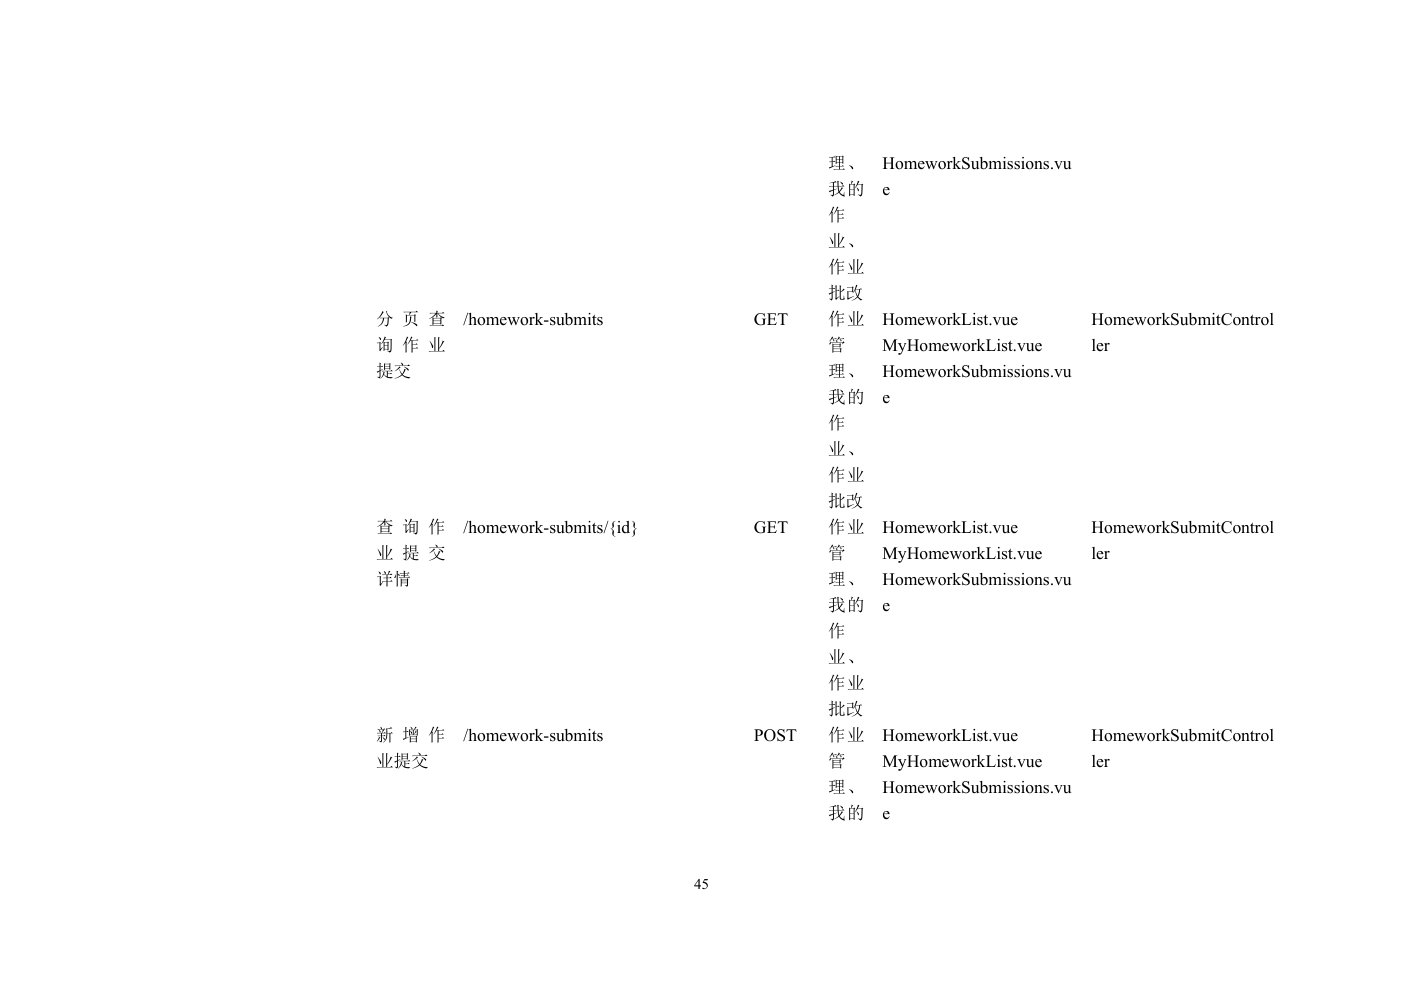 理、 HomeworkSubmissions.vu
我的 e
作
业、
作业
批改
分页查 /homework-submits GET 作业 HomeworkList.vue HomeworkSubmitControl
询作业 管 MyHomeworkList.vue ler
提交 理、 HomeworkSubmissions.vu
我的 e
作
业、
作业
批改
查询作 /homework-submits/{id} GET 作业 HomeworkList.vue HomeworkSubmitControl
业提交 管 MyHomeworkList.vue ler
详情 理、 HomeworkSubmissions.vu
我的 e
作
业、
作业
批改
新增作 /homework-submits POST 作业 HomeworkList.vue HomeworkSubmitControl
业提交 管 MyHomeworkList.vue ler
理、 HomeworkSubmissions.vu
我的 e
45